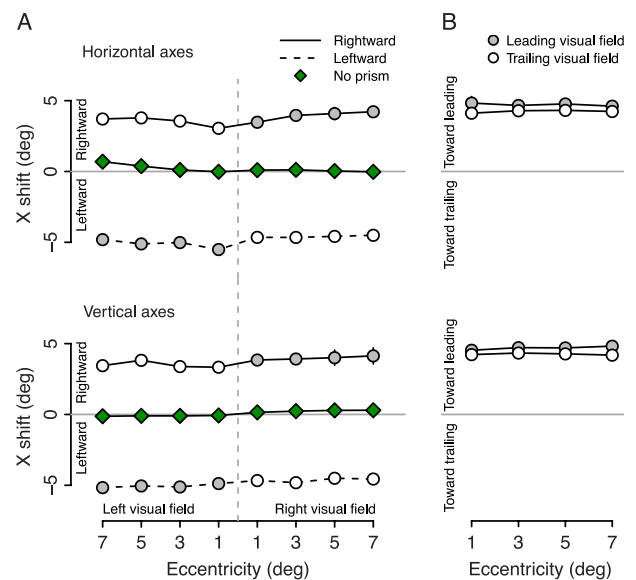 A
Horizontal axes
Rightward
Leftward
No prism
X shift (deg)
5
0
−5
Rightward
Leftward
Vertical axes
X shift (deg)
5
0
−5
Rightward
Leftward
Left visual field
Right visual field
7 5 3 1 1 3 5 7
Eccentricity (deg)
B
Leading visual field
Trailing visual field
Toward leading
Toward trailing
Toward leading
Toward trailing
1 3 5 7
Eccentricity (deg)